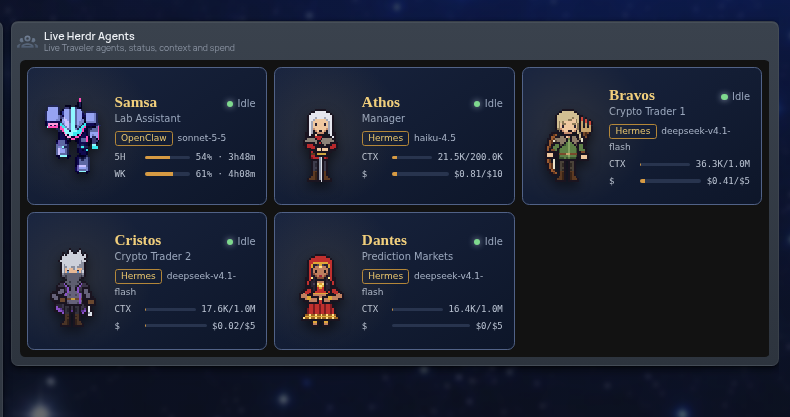 Live Herdr Agents
Live Traveler agents, status, context and spend
Samsa
Idle
Lab Assistant
OpenClaw sonnet-5-5
5H 54% · 3h48m
WK 61% · 4h08m
Athos
Idle
Manager
Hermes haiku-4.5
CTX 21.5K/200.0K
$ $0.81/$10
Bravos
Idle
Crypto Trader 1
Hermes deepseek-v4.1-
flash
CTX 36.3K/1.0M
$ $0.41/$5
Cristos
Idle
Crypto Trader 2
Hermes deepseek-v4.1-
flash
CTX 17.6K/1.0M
$ $0.02/$5
Dantes
Idle
Prediction Markets
Hermes deepseek-v4.1-
flash
CTX 16.4K/1.0M
$ $0/$5